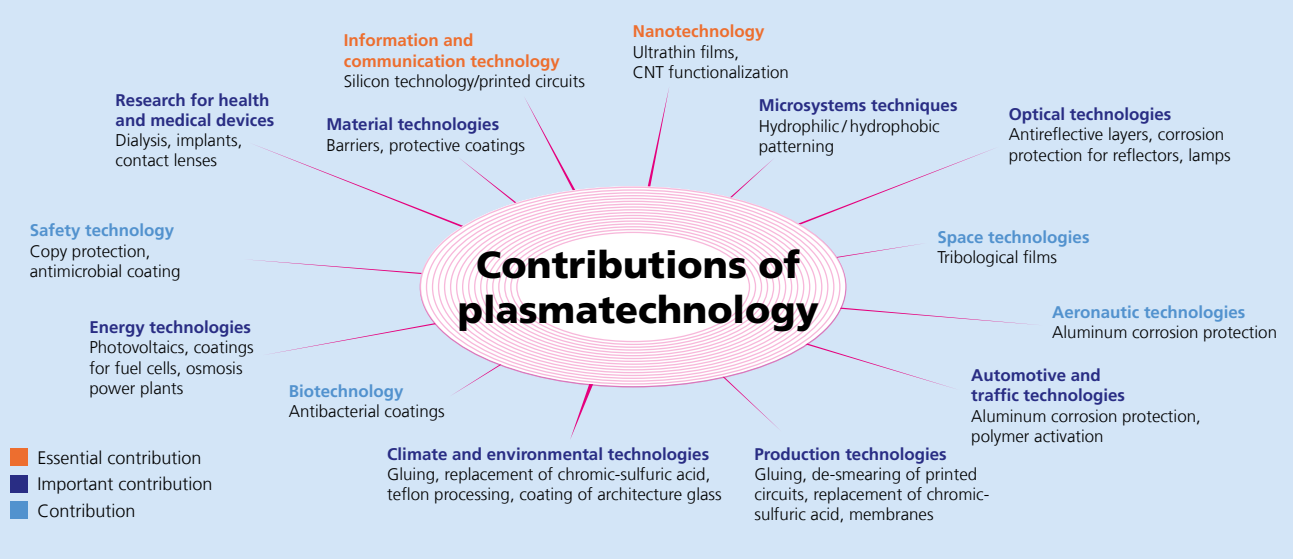 Information and
communication technology
Silicon technology/printed circuits
Nanotechnology
Ultrathin films,
CNT functionalization
Research for health
and medical devices
Dialysis, implants,
contact lenses
Material technologies
Barriers, protective coatings
Microsystems techniques
Hydrophilic/hydrophobic
patterning
Optical technologies
Antireflective layers, corrosion
protection for reflectors, lamps
Safety technology
Copy protection,
antimicrobial coating
Contributions of
plasmatechnology
Space technologies
Tribological films
Aeronautic technologies
Aluminum corrosion protection
Energy technologies
Photovoltaics, coatings
for fuel cells, osmosis
power plants
Biotechnology
Antibacterial coatings
Automotive and
traffic technologies
Aluminum corrosion protection,
polymer activation
Climate and environmental technologies
Gluing, replacement of chromic-sulfuric acid,
teflon processing, coating of architecture glass
Production technologies
Gluing, de-smearing of printed
circuits, replacement of chromic-
sulfuric acid, membranes
Essential contribution
Important contribution
Contribution